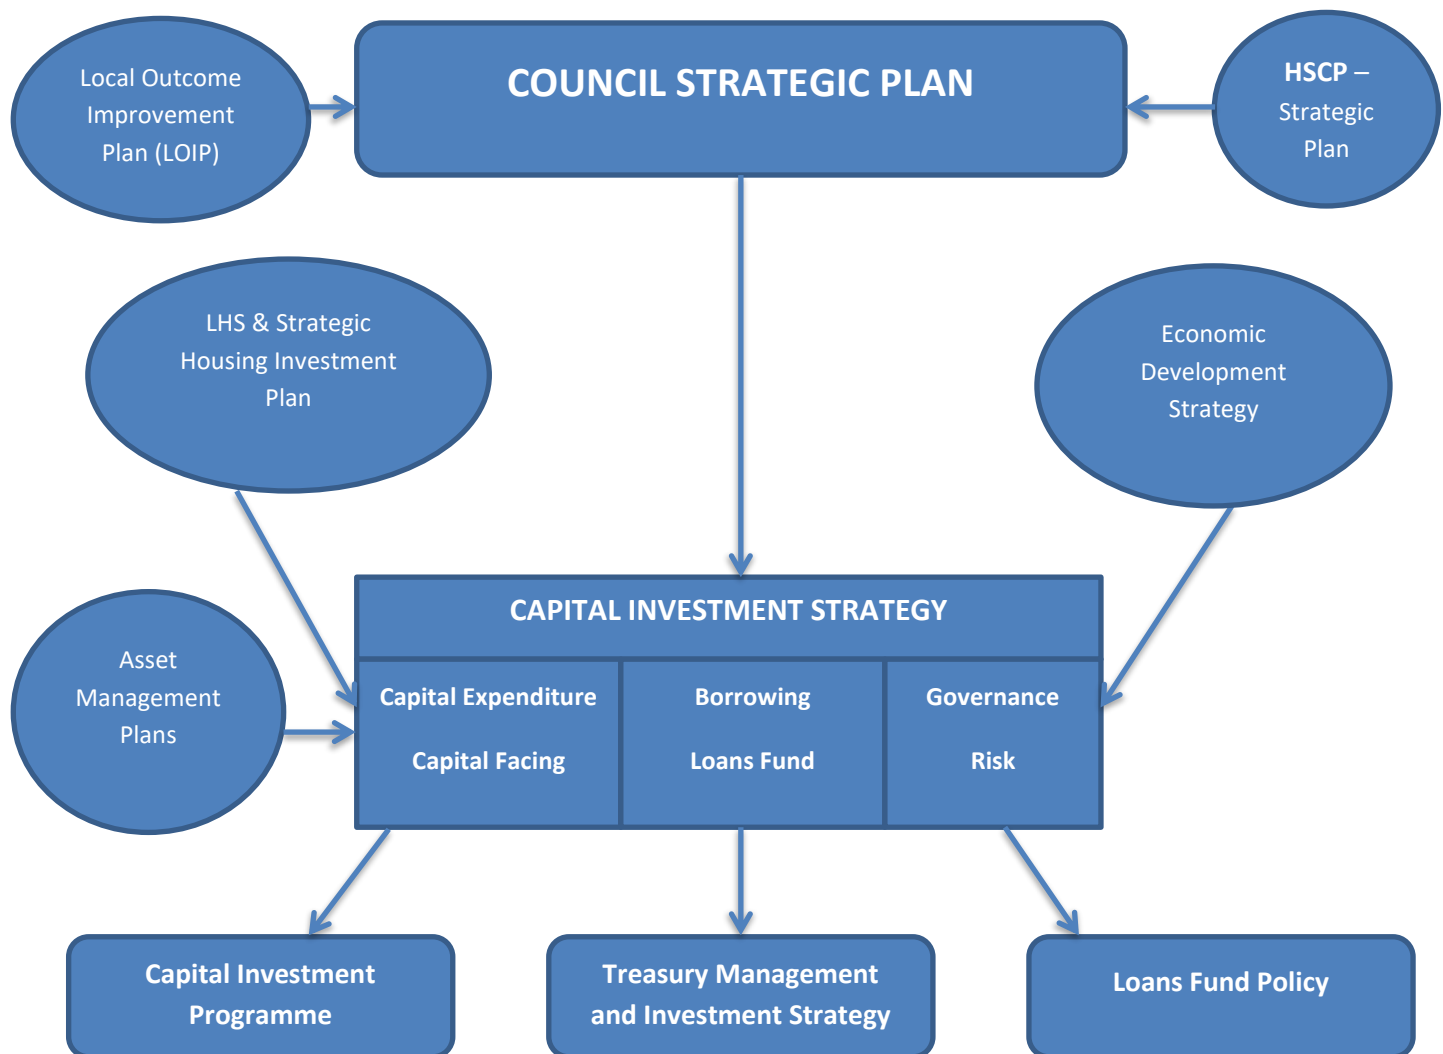 Local Outcome
Improvement
Plan (LOIP)
COUNCIL STRATEGIC PLAN
HSCP –
Strategic
Plan
LHS & Strategic
Housing Investment
Plan
Economic
Development
Strategy
Asset
Management
Plans
CAPITAL INVESTMENT STRATEGY
Capital Expenditure
Capital Facing
Borrowing
Loans Fund
Governance
Risk
Capital Investment
Programme
Treasury Management
and Investment Strategy
Loans Fund Policy